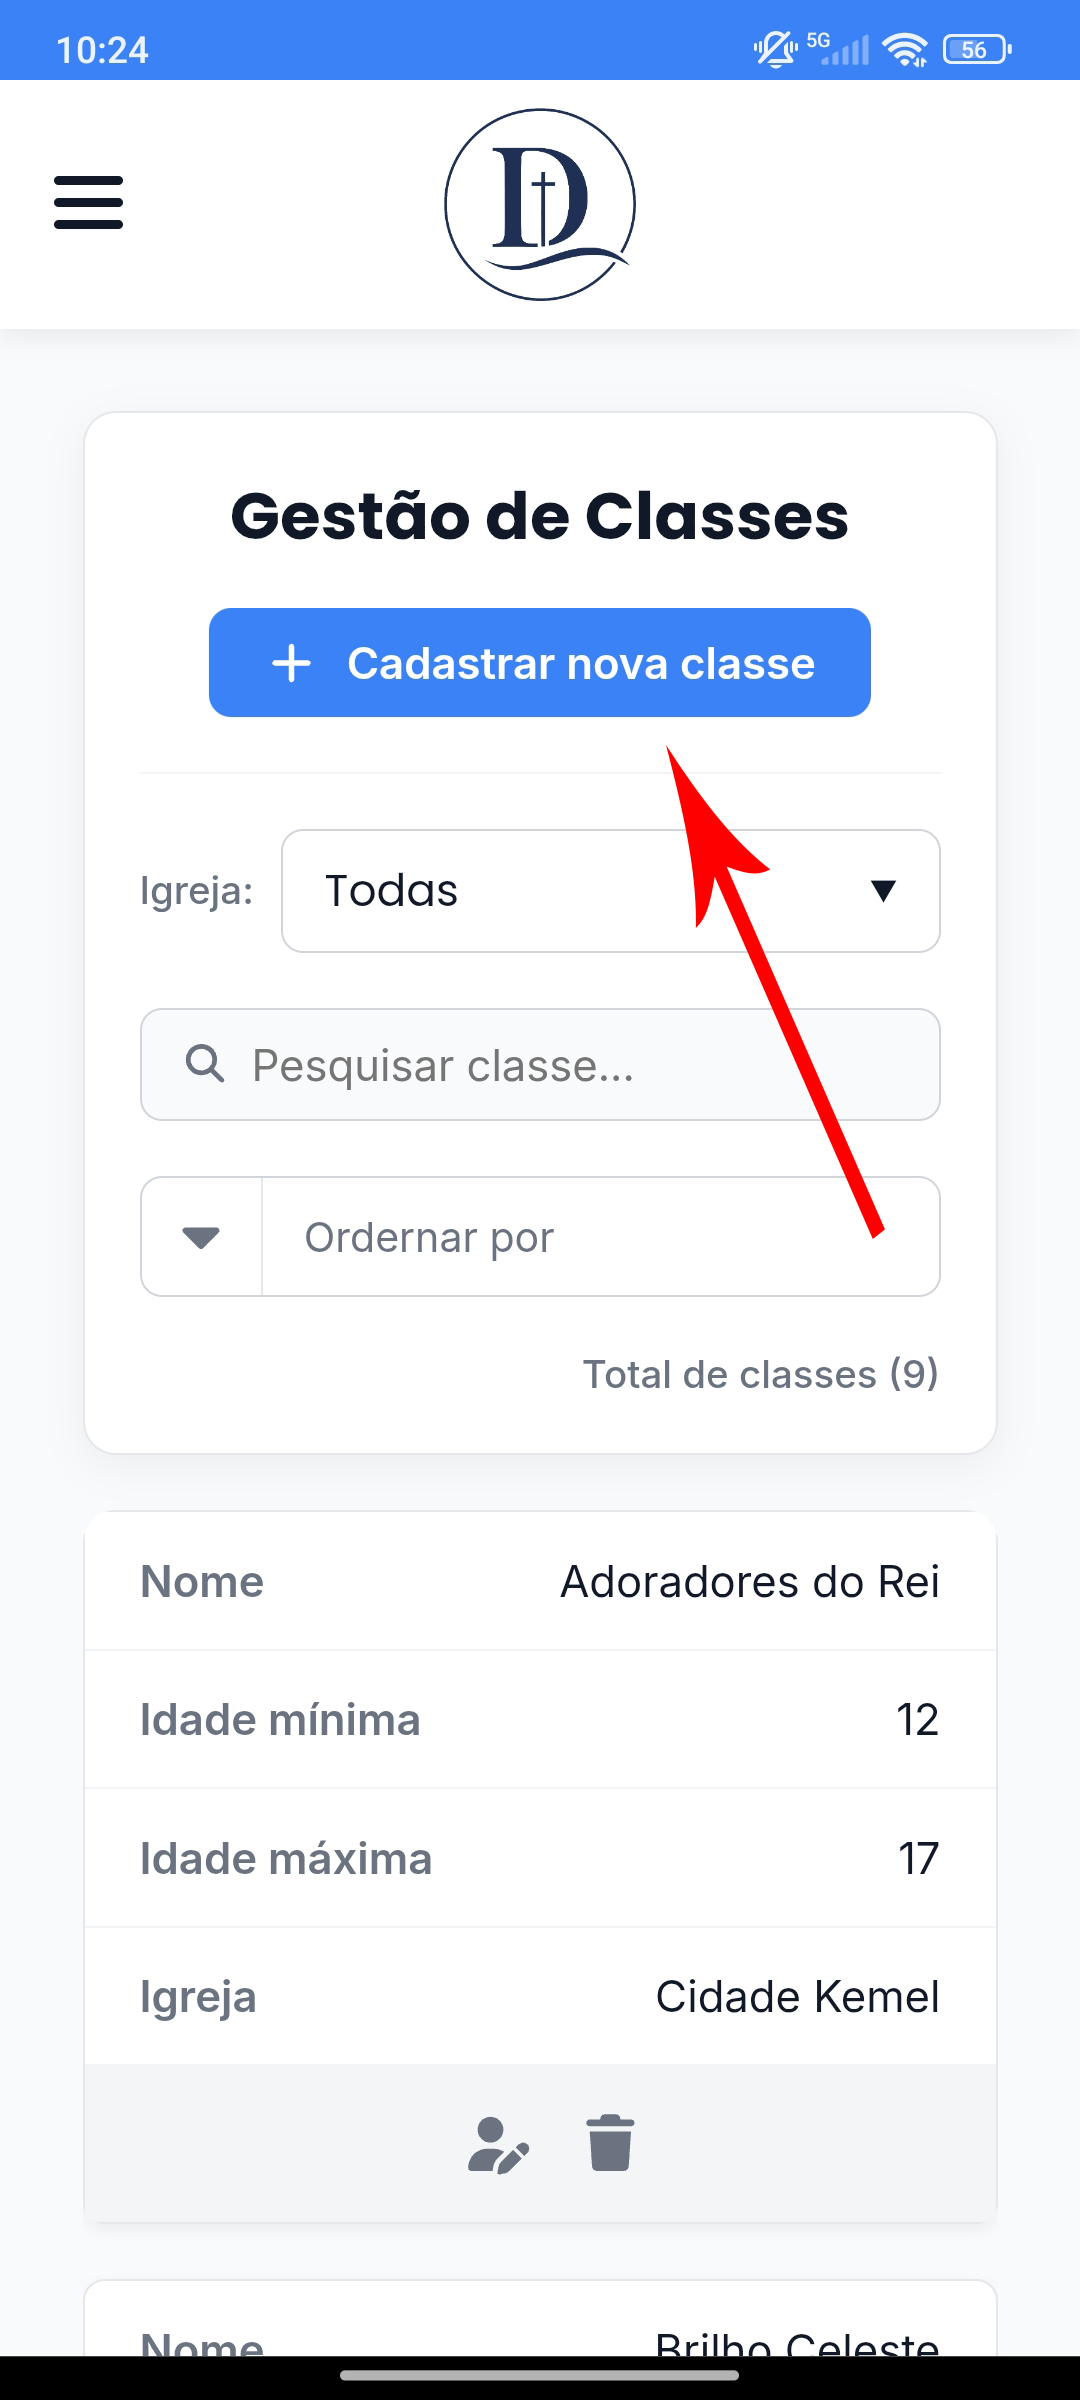 10:24
5G
56
D
Gestão de Classes
Cadastrar nova classe
Igreja: Todas
Pesquisar classe...
Ordernar por
Total de classes (9)
Nome Adoradores do Rei
Idade mínima 12
Idade máxima 17
Igreja Cidade Kemel
Nome Brilho Celeste